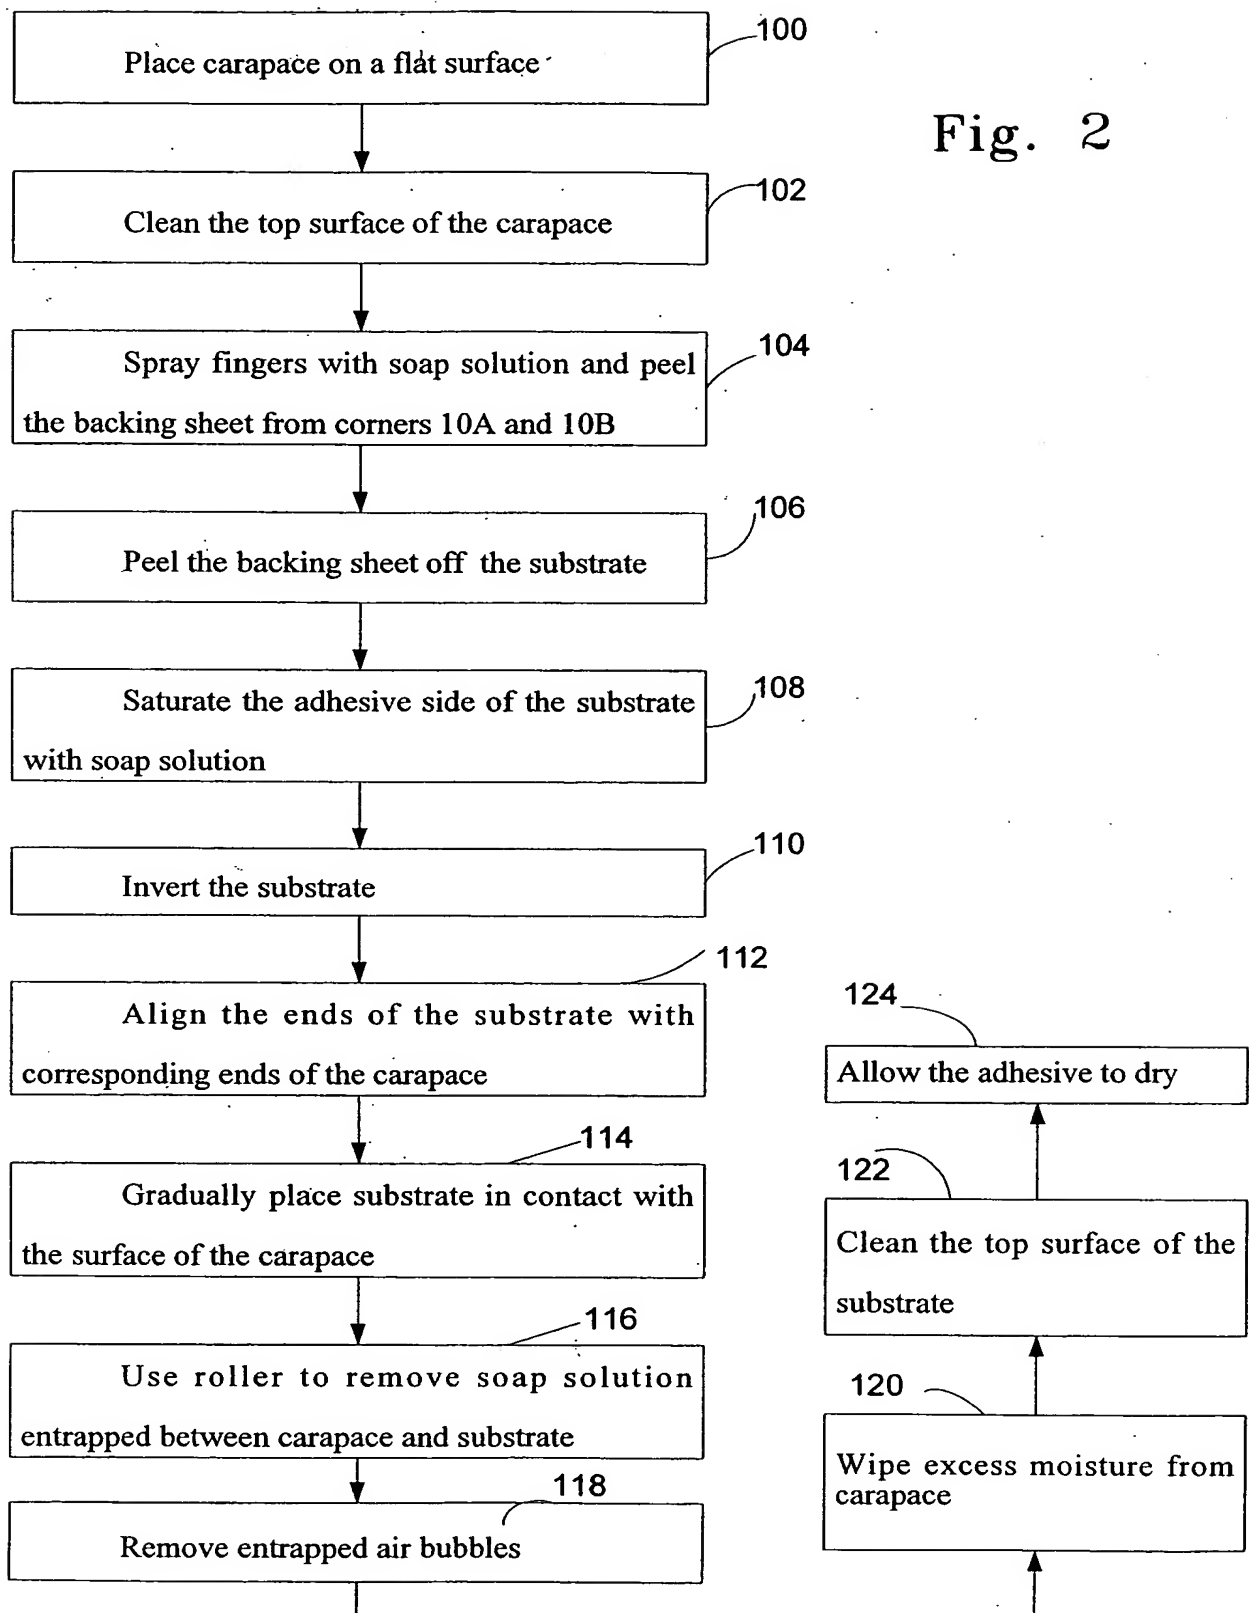 100
Place carapace on a flat surface
Fig. 2
102
Clean the top surface of the carapace
104
Spray fingers with soap solution and peel
the backing sheet from corners 10A and 10B
106
Peel the backing sheet off the substrate
108
Saturate the adhesive side of the substrate
with soap solution
110
Invert the substrate
112
Align the ends of the substrate with
corresponding ends of the carapace
114
Gradually place substrate in contact with
the surface of the carapace
116
Use roller to remove soap solution
entrapped between carapace and substrate
118
Remove entrapped air bubbles
120
Wipe excess moisture from
carapace
122
Clean the top surface of the
substrate
124
Allow the adhesive to dry